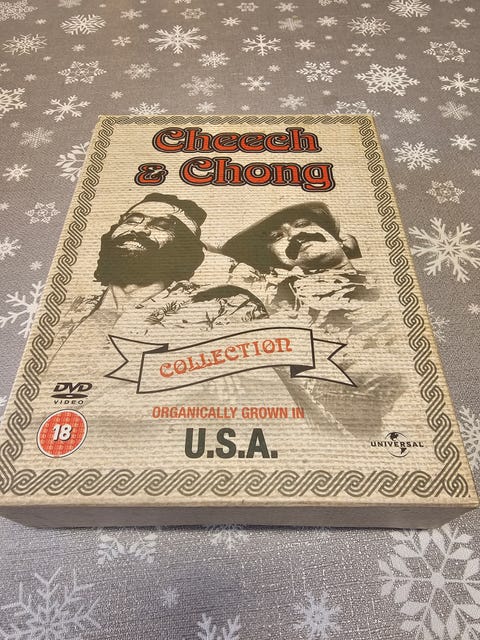 Cheech
& Chong
COLLECTION
DVD
VIDEO
ORGANICALLY GROWN IN
18
U.S.A.
UNIVERSAL